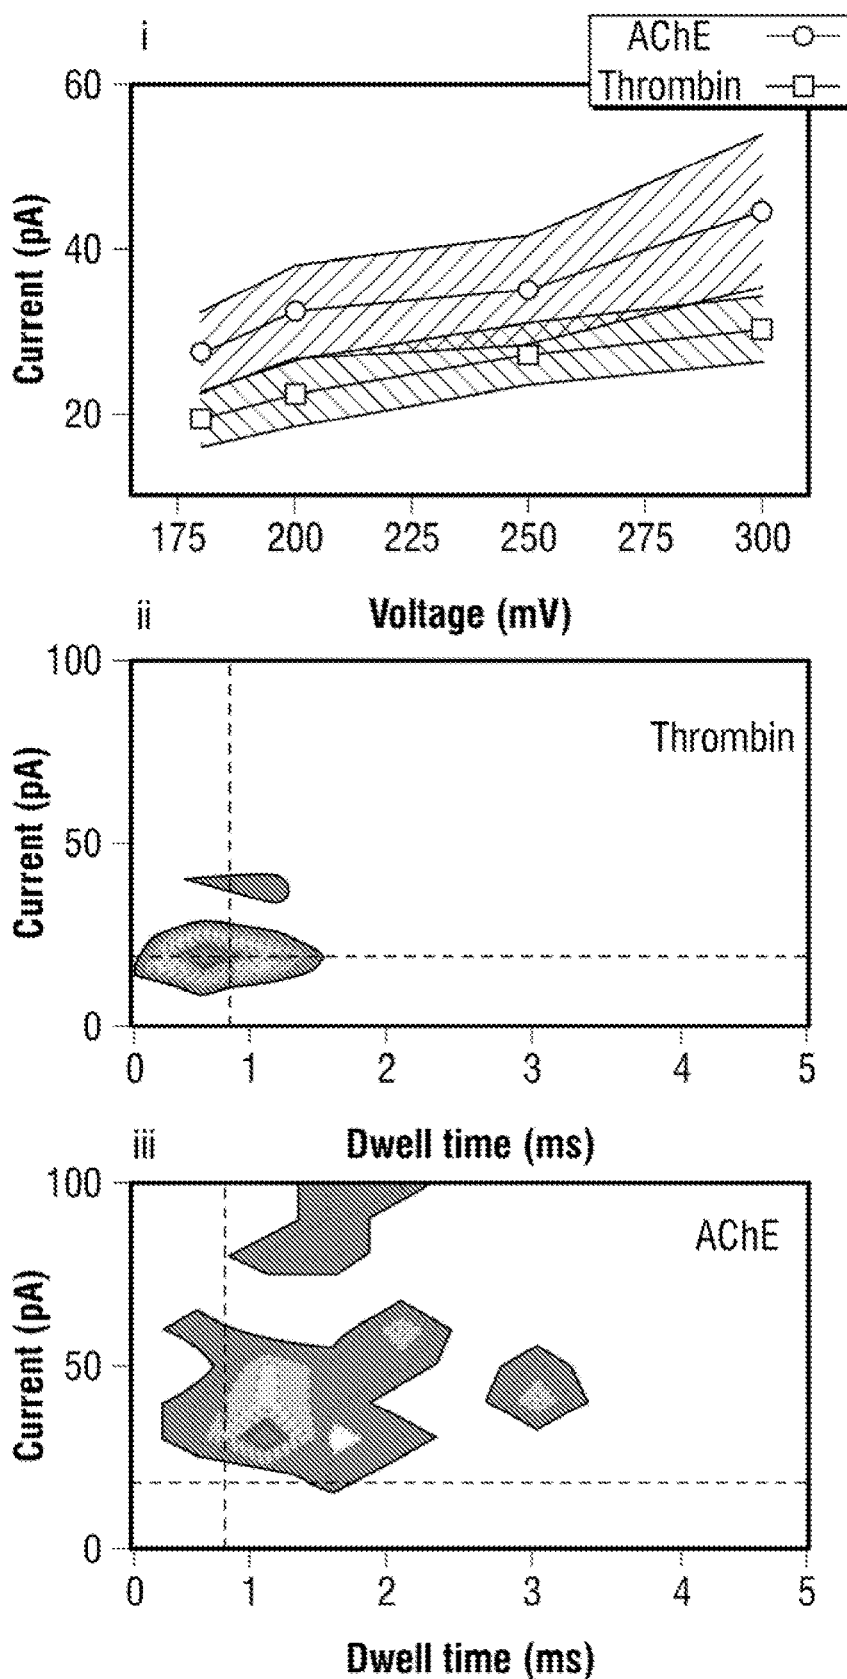 i
AChE
Thrombin
Current (pA)
60
40
20
175 200 225 250 275 300
Voltage (mV)
ii
Current (pA)
100
50
0
Thrombin
0 1 2 3 4 5
Dwell time (ms)
iii
Current (pA)
100
50
0
AChE
0 1 2 3 4 5
Dwell time (ms)